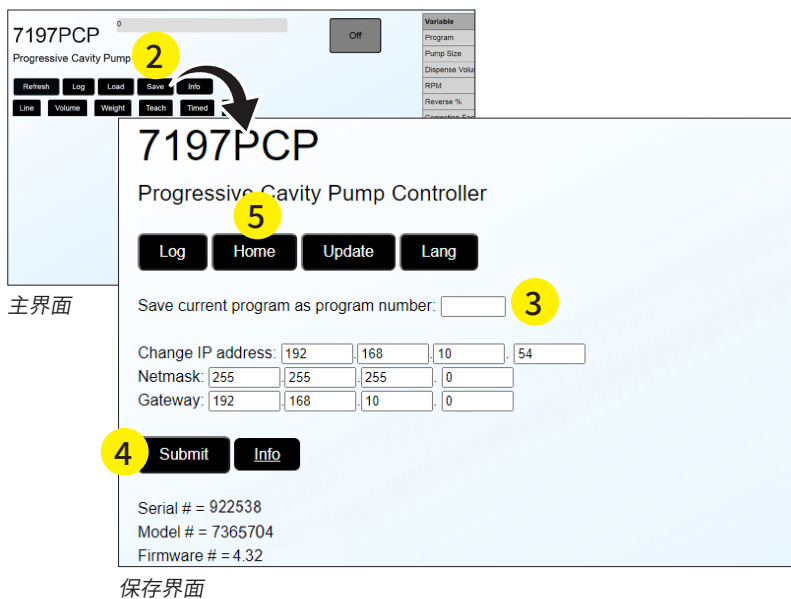 7197PCP
0
Off
Progressive Cavity Pump
2
Refresh Log Load Save Info
Line Volume Weight Teach Timed
Variable
Program
Pump Size
Dispense Volu
RPM
Reverse %
7197PCP
Progressive Cavity Pump Controller
5
Log Home Update Lang
Save current program as program number:
3
Change IP address: 192 . 168 . 10 . 54
Netmask: 255 . 255 . 255 . 0
Gateway: 192 . 168 . 10 . 0
4
Submit Info
Serial # = 922538
Model # = 7365704
Firmware # = 4.32
主界面
保存界面